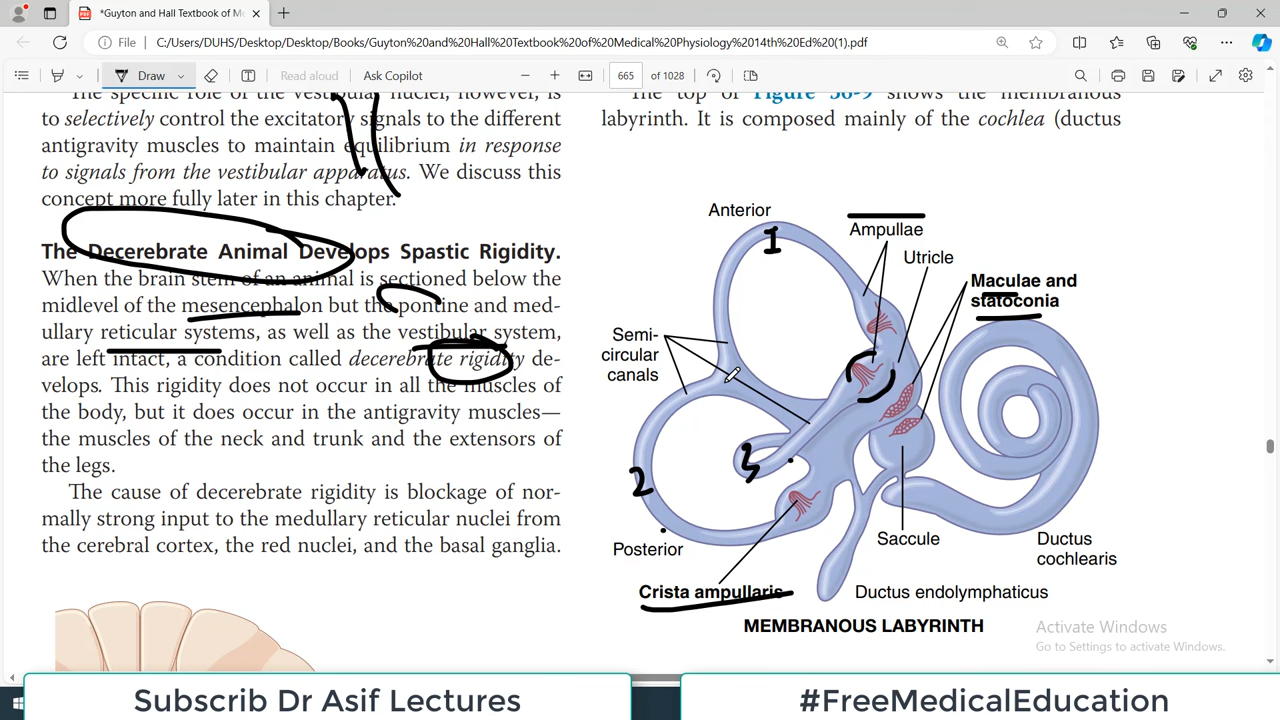 *Guyton and Hall Textbook of Me
File
C:/Users/DUHS/Desktop/Desktop/Books/Guyton%20and%20Hall%20Textbook%20of%20Medical%20Physiology%2014th%20Ed%20(1).pdf
Draw
Read aloud
Ask Copilot
665
of 1028
The specific role of the vestibular nuclei, however, is
to selectively control the excitatory signals to the different
antigravity muscles to maintain equilibrium in response
to signals from the vestibular apparatus. We discuss this
concept more fully later in this chapter.
The Decerebrate Animal Develops Spastic Rigidity.
When the brain stem of an animal is sectioned below the
midlevel of the mesencephalon but the pontine and med-
ullary reticular systems, as well as the vestibular system,
are left intact, a condition called decerebrate rigidity de-
velops. This rigidity does not occur in all the muscles of
the body, but it does occur in the antigravity muscles—
the muscles of the neck and trunk and the extensors of
the legs.
The cause of decerebrate rigidity is blockage of nor-
mally strong input to the medullary reticular nuclei from
the cerebral cortex, the red nuclei, and the basal ganglia.
The top of Figure 56-9 shows the membranous
labyrinth. It is composed mainly of the cochlea (ductus
Anterior
Ampullae
Utricle
Maculae and
statoconia
1
Semi-
circular
canals
2
3
Posterior
Saccule
Ductus
cochlearis
Crista ampullaris
Ductus endolymphaticus
MEMBRANOUS LABYRINTH
Activate Windows
Go to Settings to activate Windows.
Subscrib Dr Asif Lectures
#FreeMedicalEducation